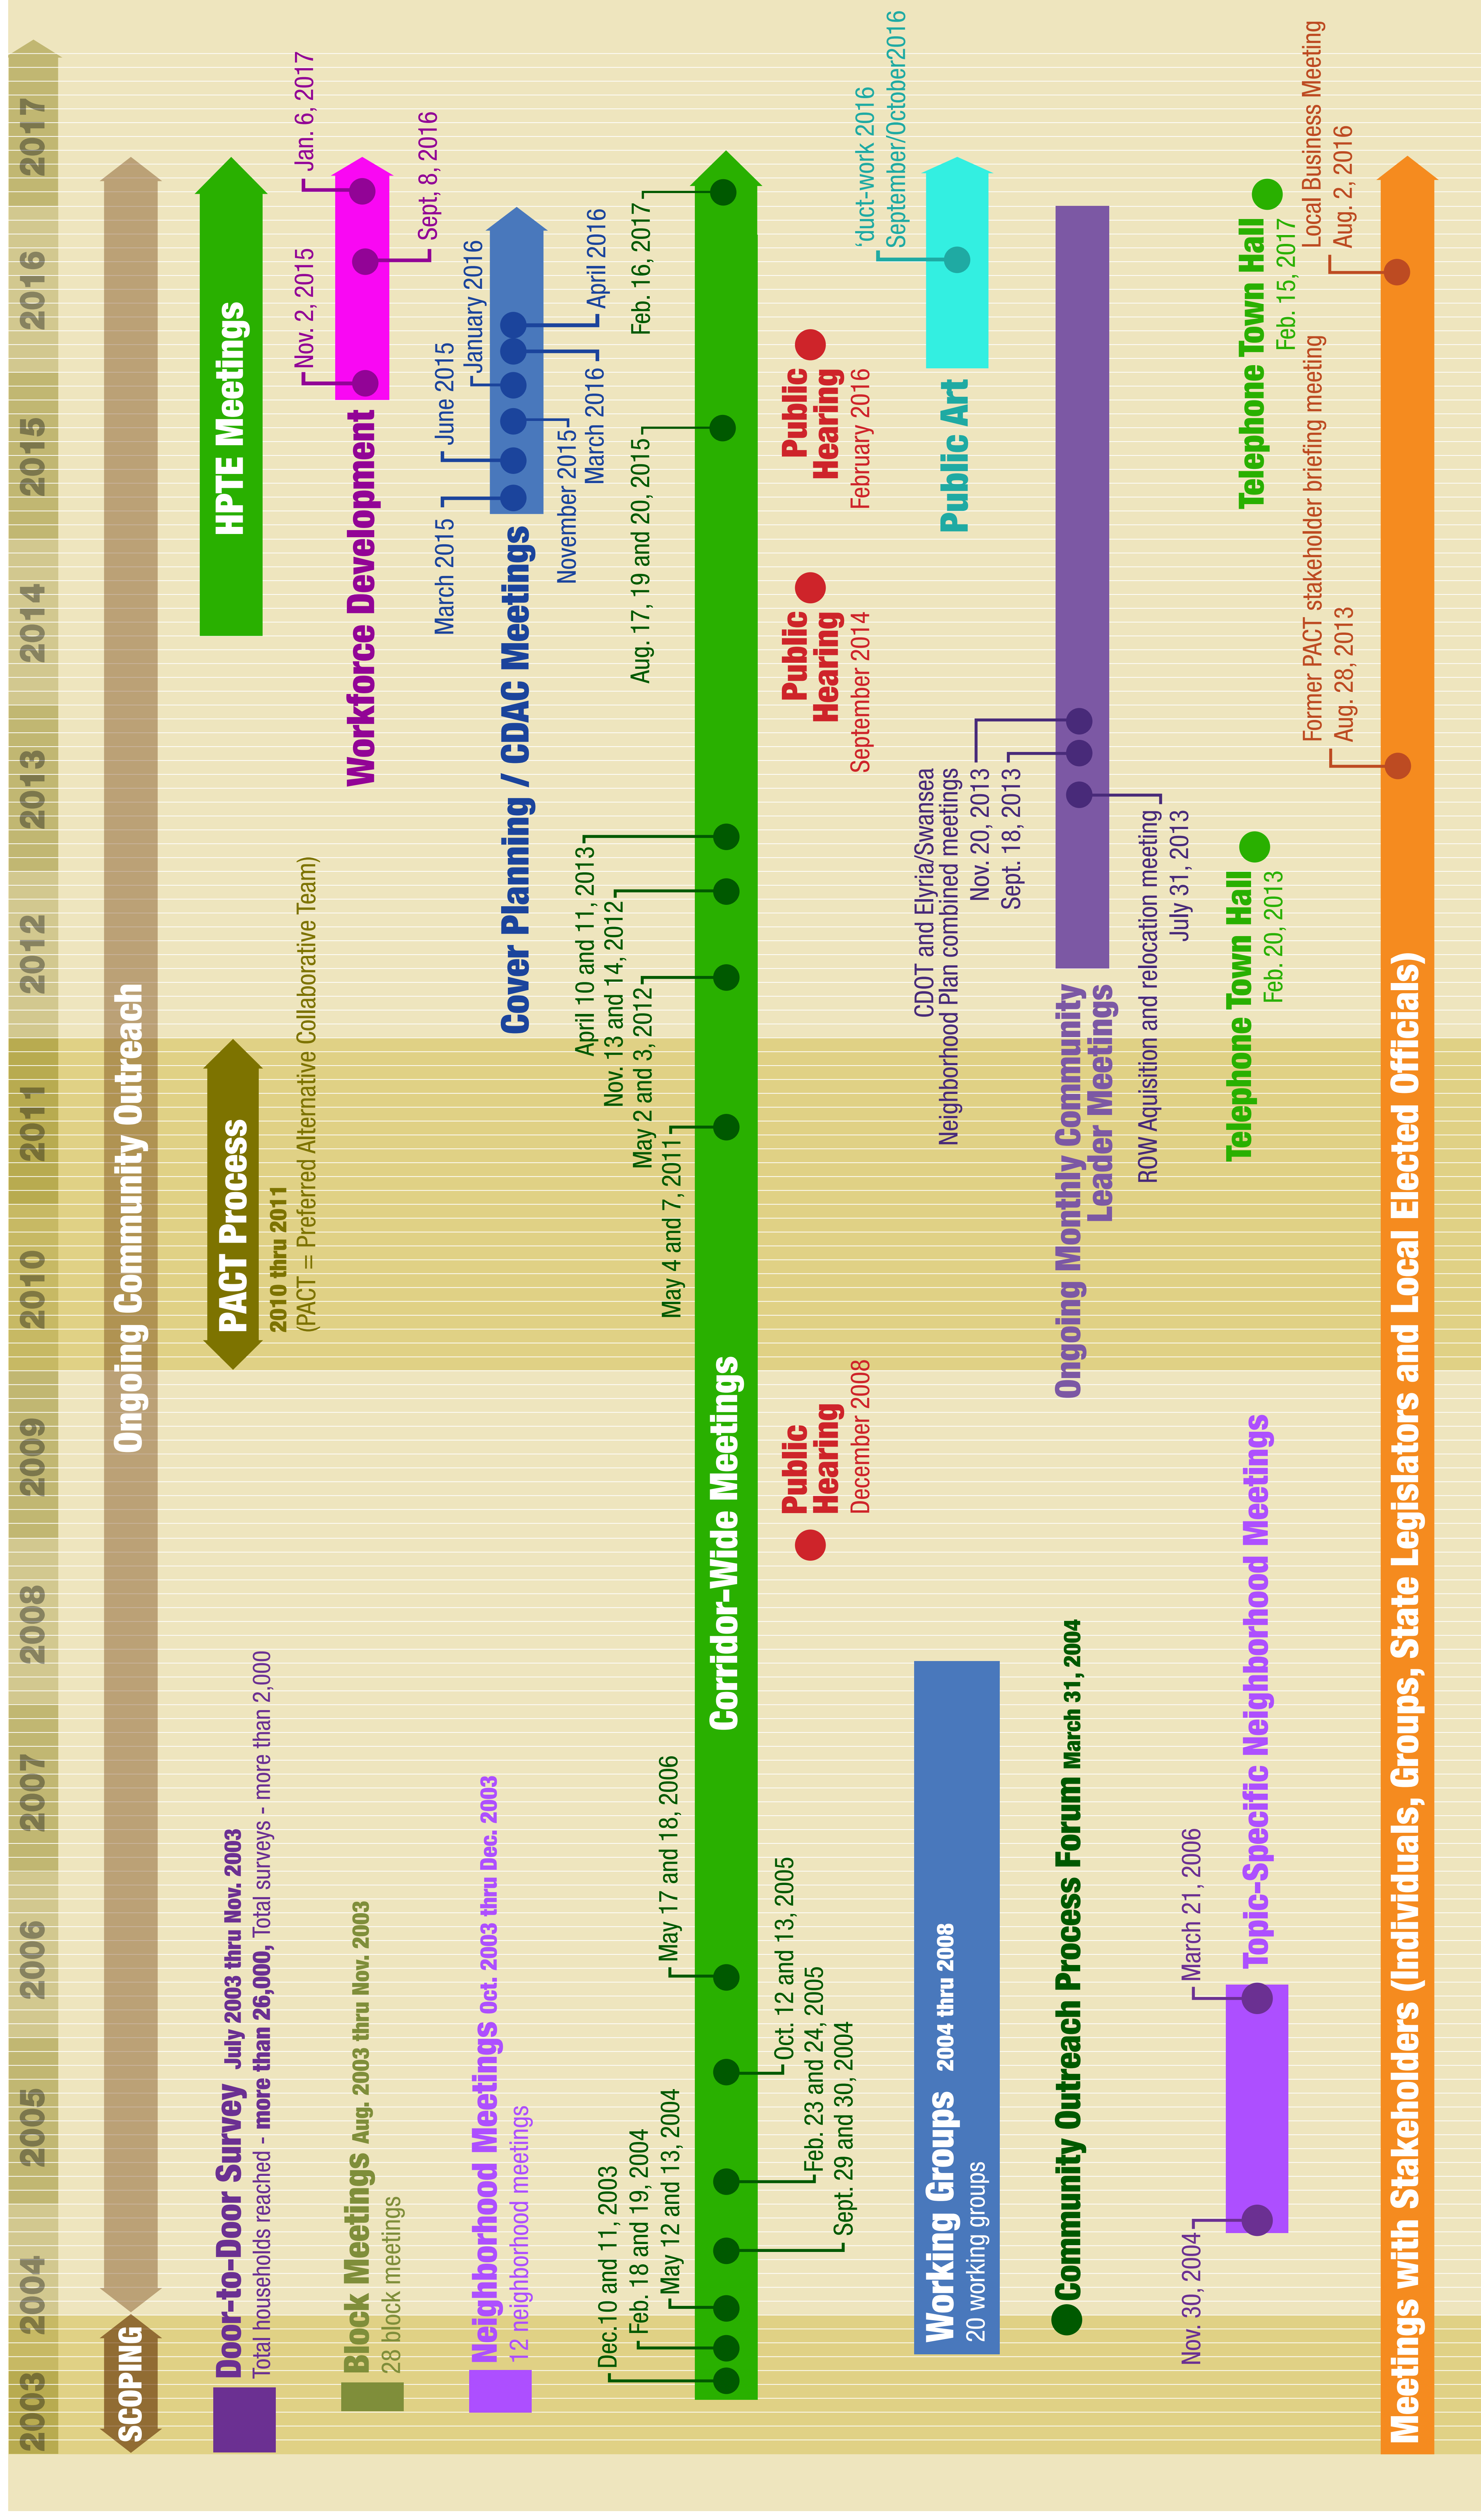 2003 2004 2005 2006 2007 2008 2009 2010 2011 2012 2013 2014 2015 2016 2017
SCOPING
Ongoing Community Outreach
Door-to-Door Survey July 2003 thru Nov. 2003
Total households reached - more than 26,000, Total surveys - more than 2,000
PACT Process
2010 thru 2011
(PACT = Preferred Alternative Collaborative Team)
HPTE Meetings
Block Meetings Aug. 2003 thru Nov. 2003
28 block meetings
Workforce Development
Nov. 2, 2015
Jan. 6, 2017
Sept, 8, 2016
Neighborhood Meetings Oct. 2003 thru Dec. 2003
12 neighborhood meetings
Cover Planning / CDAC Meetings
March 2015
June 2015
January 2016
November 2015
March 2016
April 2016
Dec.10 and 11, 2003
Feb. 18 and 19, 2004
May 12 and 13, 2004
May 17 and 18, 2006
May 4 and 7, 2011
May 2 and 3, 2012
Nov. 13 and 14, 2012
April 10 and 11, 2013
Aug. 17, 19 and 20, 2015
Feb. 16, 2017
Corridor-Wide Meetings
Oct. 12 and 13, 2005
Feb. 23 and 24, 2005
Sept. 29 and 30, 2004
Public
Hearing
December 2008
Public
Hearing
September 2014
Public
Hearing
February 2016
Working Groups 2004 thru 2008
20 working groups
Public Art
‘duct-work 2016
September/October2016
Community Outreach Process Forum March 31, 2004
Ongoing Monthly Community
Leader Meetings
CDOT and Elyria/Swansea
Neighborhood Plan combined meetings
Nov. 20, 2013
Sept. 18, 2013
ROW Aquisition and relocation meeting
July 31, 2013
Nov. 30, 2004
March 21, 2006
Topic-Specific Neighborhood Meetings
Telephone Town Hall
Feb. 20, 2013
Telephone Town Hall
Feb. 15, 2017
Former PACT stakeholder briefing meeting
Aug. 28, 2013
Local Business Meeting
Aug. 2, 2016
Meetings with Stakeholders (Individuals, Groups, State Legislators and Local Elected Officials)